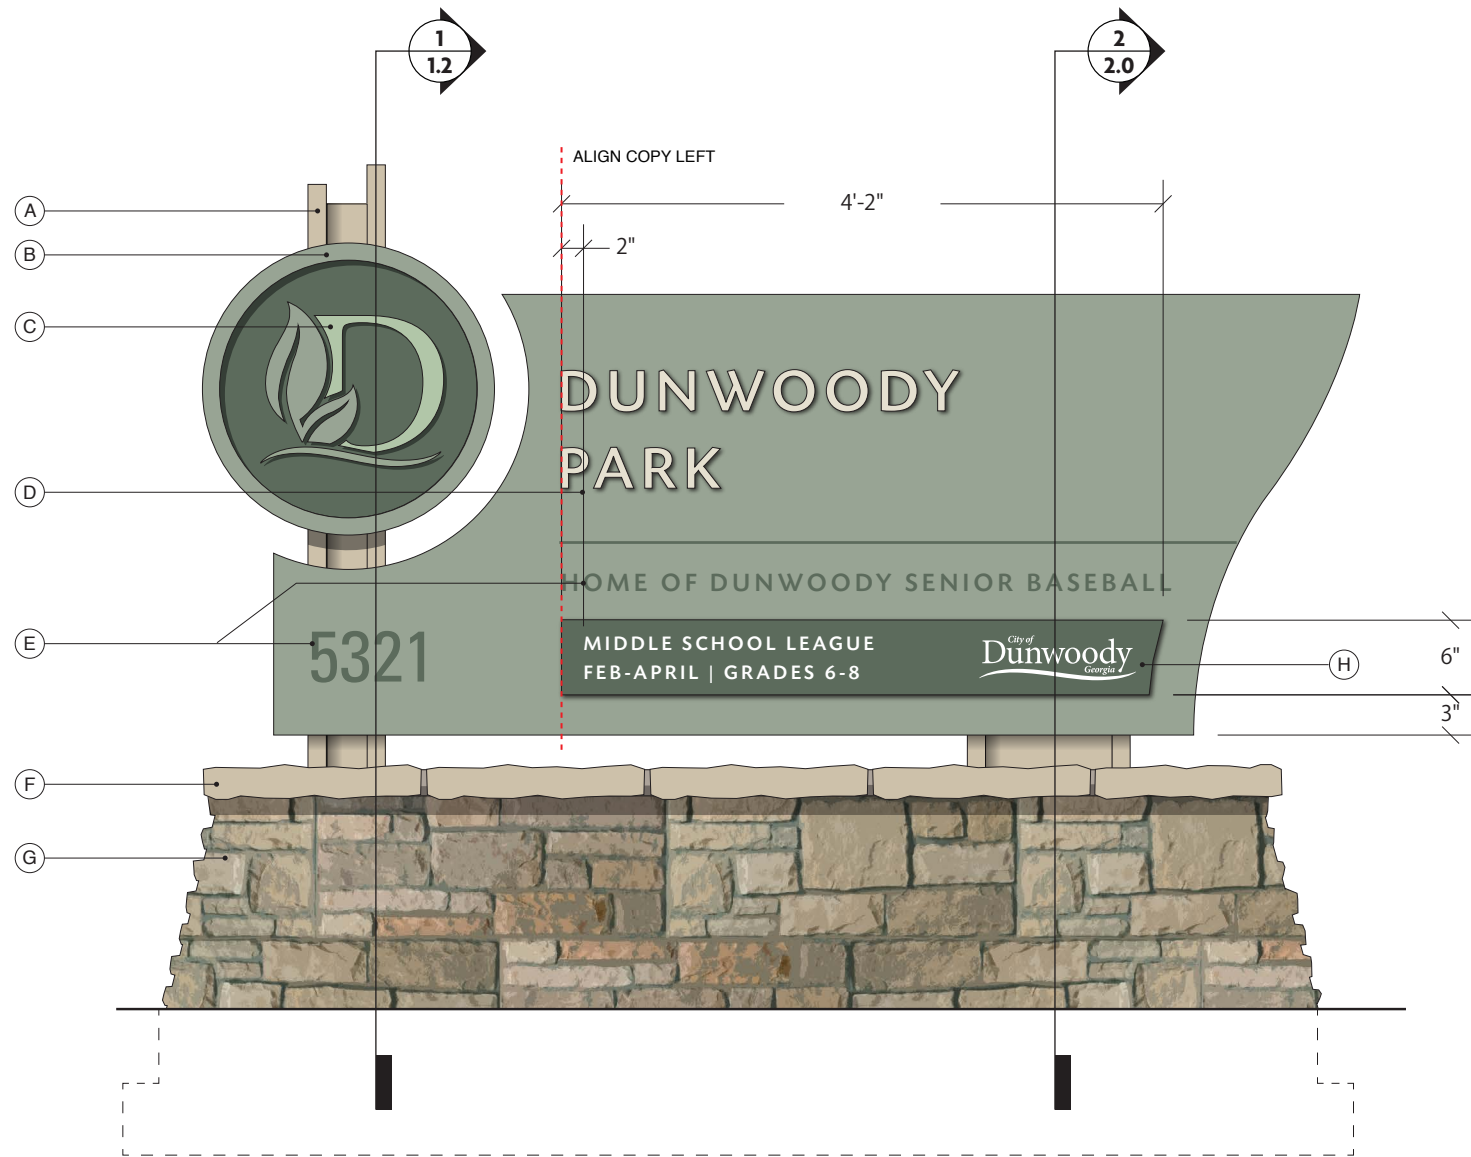 1
1.2
2
2.0
ALIGN COPY LEFT
4'-2"
2"
A
B
C
D
DUNWOODY
PARK
D
HOME OF DUNWOODY SENIOR BASEBALL
E
5321
MIDDLE SCHOOL LEAGUE
FEB-APRIL | GRADES 6-8
City of
Dunwoody
Georgia
H
6"
3"
F
G